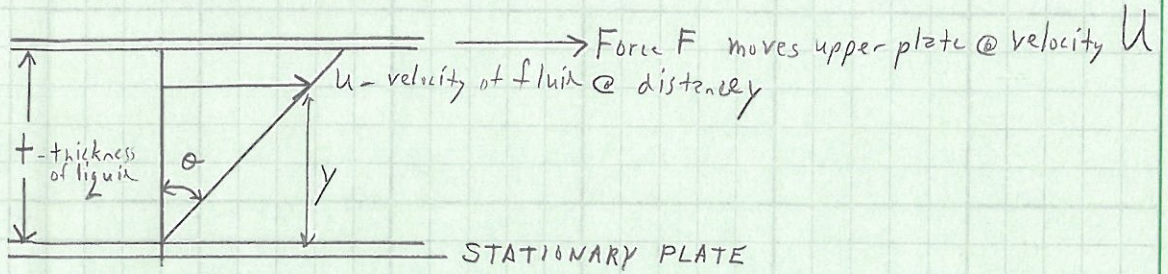 Force F moves upper plate @ velocity U
u - velocity of fluid @ distance y
t - thickness
of liquid
θ
y
STATIONARY PLATE